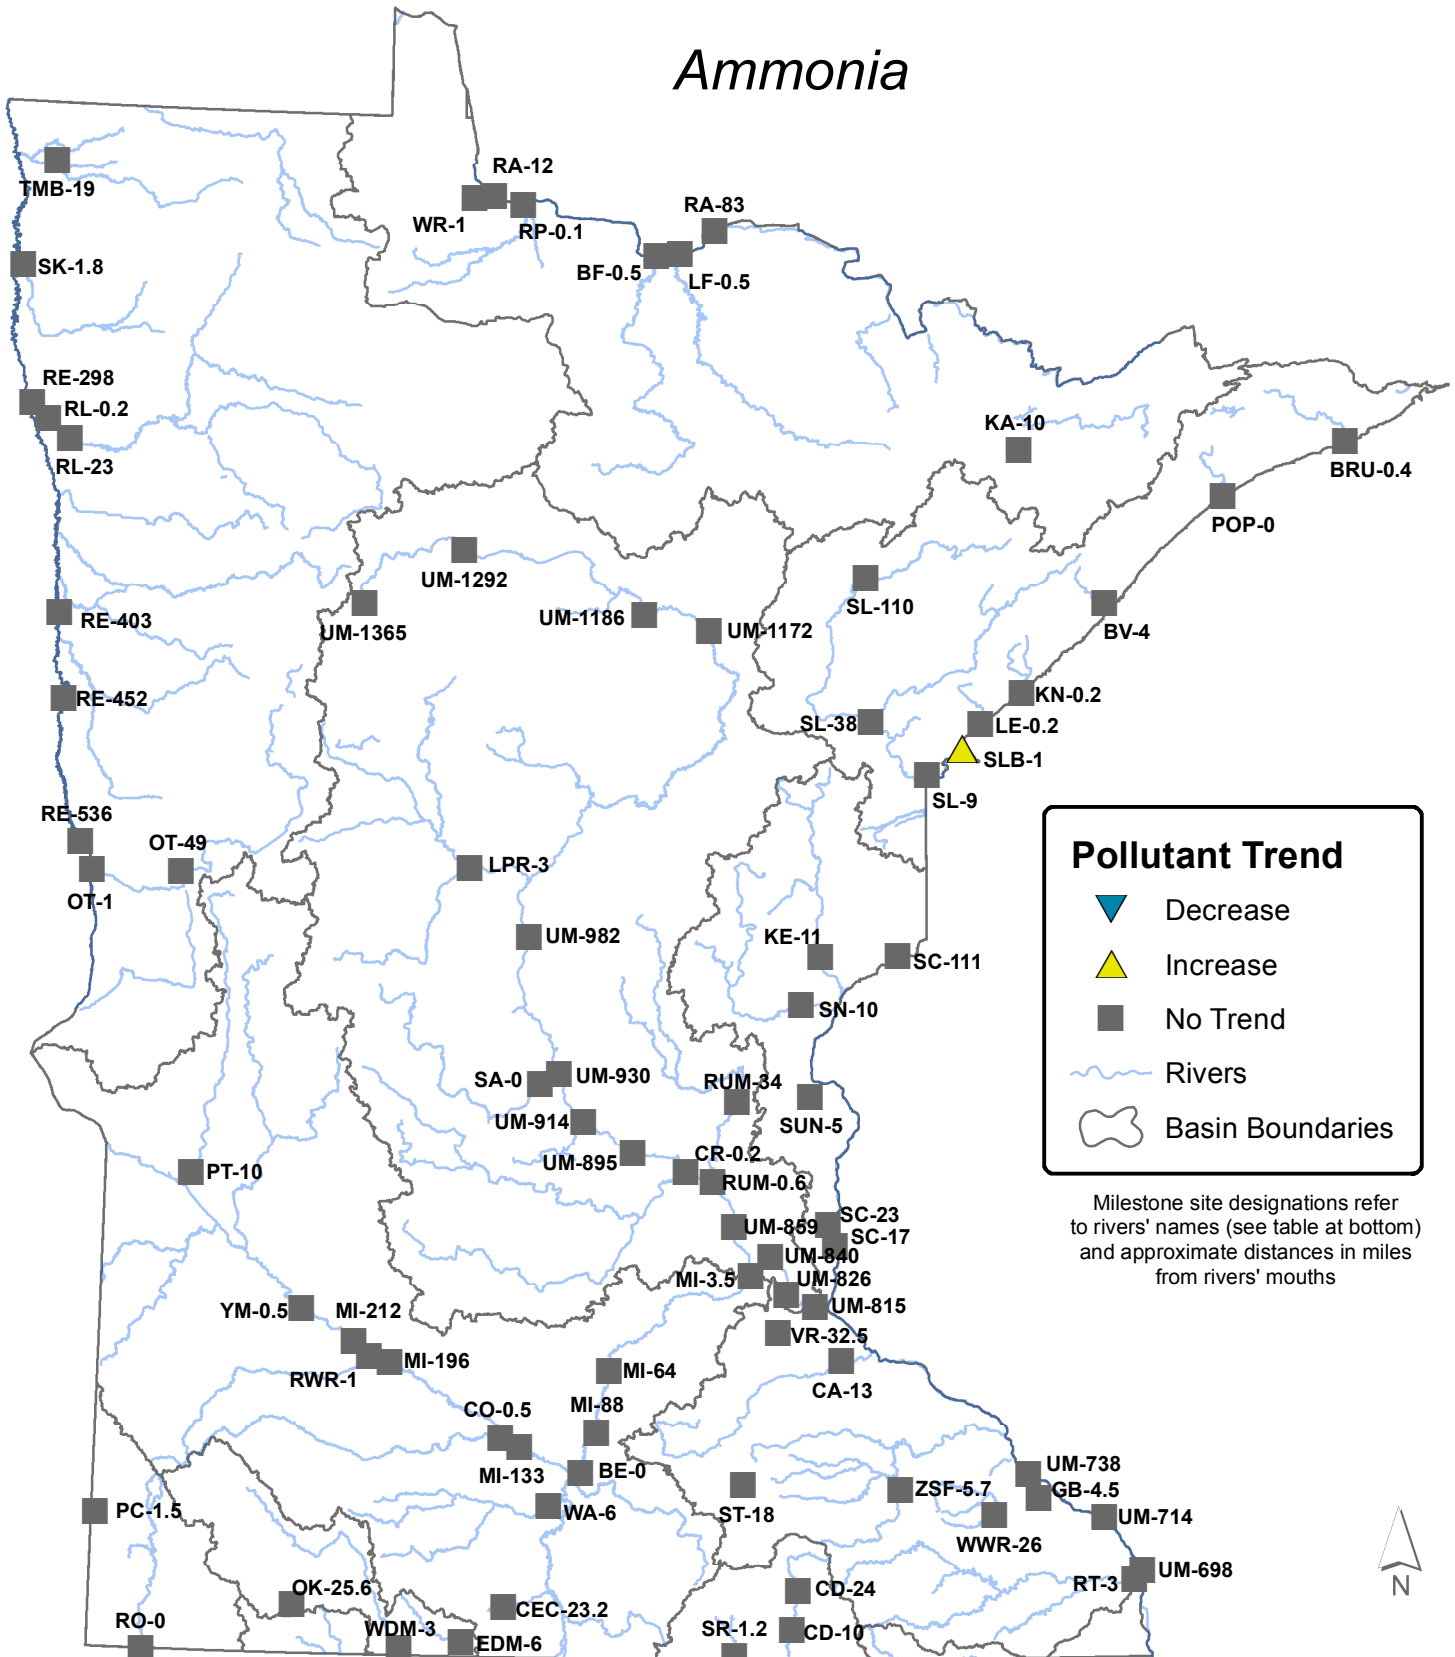 Ammonia
RA-12
TMB-19
RA-83
WR-1
RP-0.1
SK-1.8
BF-0.5
LF-0.5
RE-298
RL-0.2
KA-10
RL-23
BRU-0.4
POP-0
UM-1292
SL-110
UM-1186
RE-403
UM-1365
UM-1172
BV-4
RE-452
KN-0.2
SL-38
LE-0.2
SLB-1
SL-9
RE-536
OT-49
LPR-3
OT-1
KE-11
UM-982
SC-111
SN-10
SA-0
UM-930
RUM-34
UM-914
SUN-5
CR-0.2
UM-895
PT-10
RUM-0.6
SC-23
UM-859
SC-17
UM-840
MI-3.5
UM-826
UM-815
YM-0.5
MI-212
VR-32.5
MI-196
MI-64
RWR-1
CA-13
MI-88
CO-0.5
UM-738
BE-0
MI-133
ZSF-5.7
GB-4.5
PC-1.5
WA-6
ST-18
UM-714
WWR-26
UM-698
RT-3
OK-25.6
CD-24
CEC-23.2
RO-0
WDM-3
SR-1.2
CD-10
EDM-6
Pollutant Trend
Decrease
Increase
No Trend
Rivers
Basin Boundaries
Milestone site designations refer
to rivers' names (see table at bottom)
and approximate distances in miles
from rivers' mouths
N